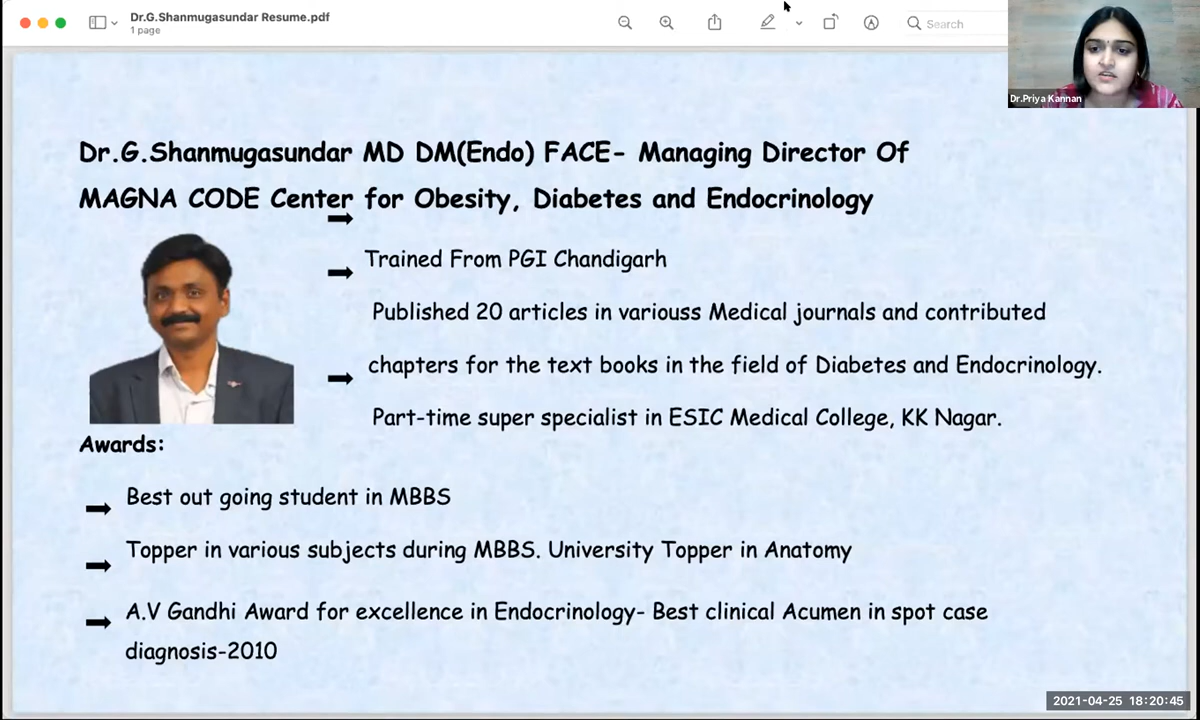 Dr.G.Shanmugasundar Resume.pdf
1 page
Search
Dr.Priya Kannan
Dr.G.Shanmugasundar MD DM(Endo) FACE- Managing Director Of
MAGNA CODE Center for Obesity, Diabetes and Endocrinology
Trained From PGI Chandigarh
Published 20 articles in variouss Medical journals and contributed
chapters for the text books in the field of Diabetes and Endocrinology.
Part-time super specialist in ESIC Medical College, KK Nagar.
Awards:
Best out going student in MBBS
Topper in various subjects during MBBS. University Topper in Anatomy
A.V Gandhi Award for excellence in Endocrinology- Best clinical Acumen in spot case
diagnosis-2010
2021-04-25 18:20:45